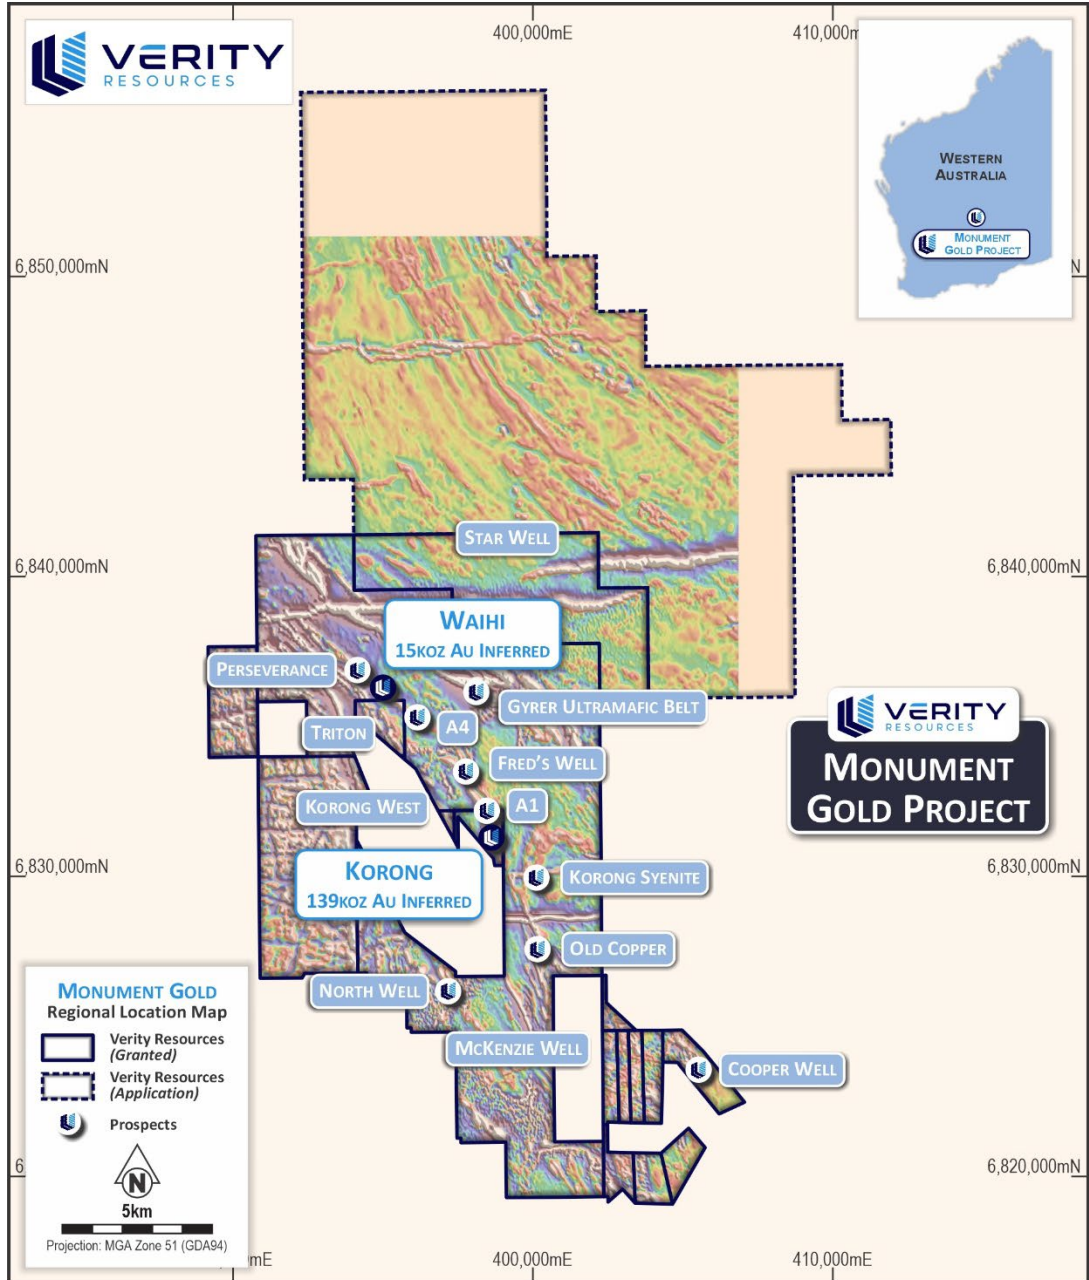 400,000mE
410,000m
VERITY
RESOURCES
WESTERN
AUSTRALIA
MONUMENT
GOLD PROJECT
6,850,000mN
N
STAR WELL
6,840,000mN
6,840,000mN
WAIHI
15KOZ AU INFERRED
PERSEVERANCE
GYRER ULTRAMAFIC BELT
TRITON
A4
VERITY
RESOURCES
MONUMENT
GOLD PROJECT
FRED'S WELL
KORONG WEST
A1
6,830,000mN
6,830,000mN
KORONG
139KOZ AU INFERRED
KORONG SYENITE
OLD COPPER
NORTH WELL
MCKENZIE WELL
COOPER WELL
MONUMENT GOLD
Regional Location Map
Verity Resources
(Granted)
Verity Resources
(Application)
Prospects
N
5km
Projection: MGA Zone 51 (GDA94)
6
6,820,000mN
mE
400,000mE
410,000mE